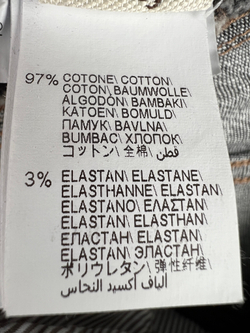 97% COTONE\ COTTON\
COTON\ BAUMWOLLE\
ALGODÓN\ BAMBAKI\
KATOEN\ BOMULD\
ПАМУК\ BAVLNA\
BUMBAC\ ХЛОПОК\
コットン\ 全棉\ قطن
3% ELASTAN\ ELASTANE\
ELASTHANNE\ ELASTAN\
ELASTANO\ ΕΛΑΣΤΑΝ\
ELASTAN\ ELASTHAN\
ЕЛАСТАН\ ELASTAN\
ELASTAN\ ЭЛАСТАН\
ポリウレタン\ 弹性纤维\
الياف اكسيد النحاس